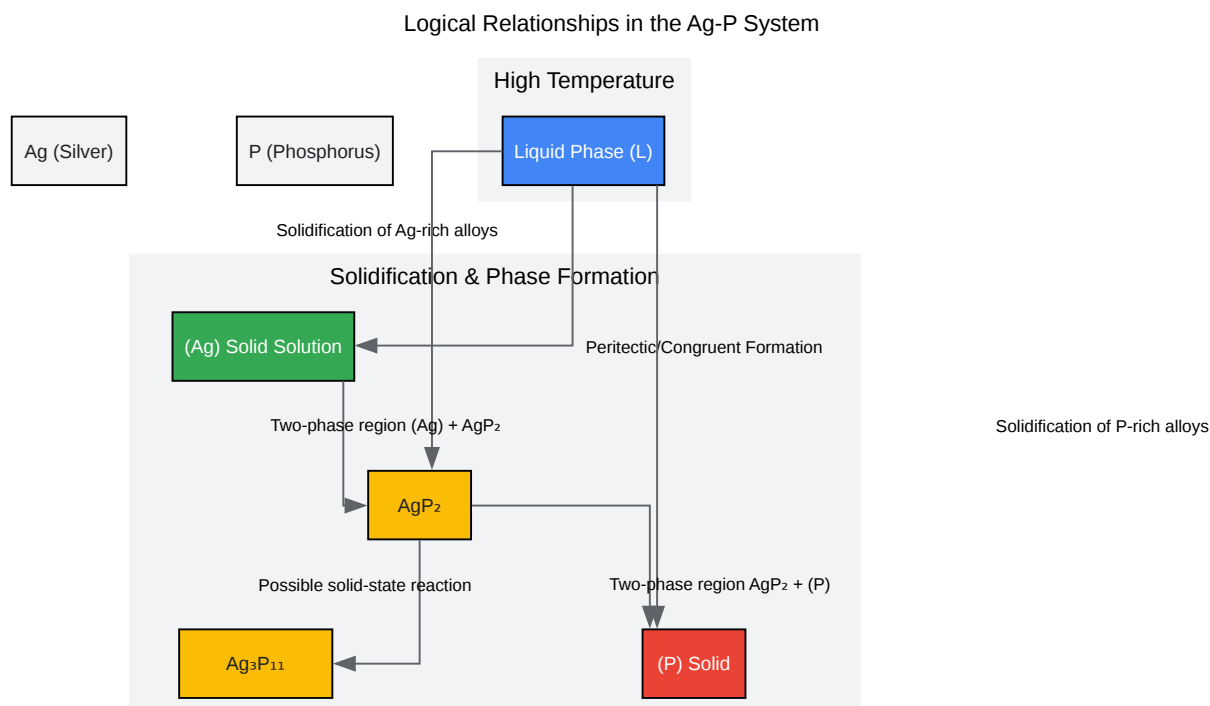 Logical Relationships in the Ag-P System
High Temperature
Ag (Silver)
P (Phosphorus)
Liquid Phase (L)
Solidification of Ag-rich alloys
Solidification & Phase Formation
(Ag) Solid Solution
Peritectic/Congruent Formation
Two-phase region (Ag) + AgP₂
Solidification of P-rich alloys
AgP₂
Possible solid-state reaction
Two-phase region AgP₂ + (P)
Ag₃P₁₁
(P) Solid